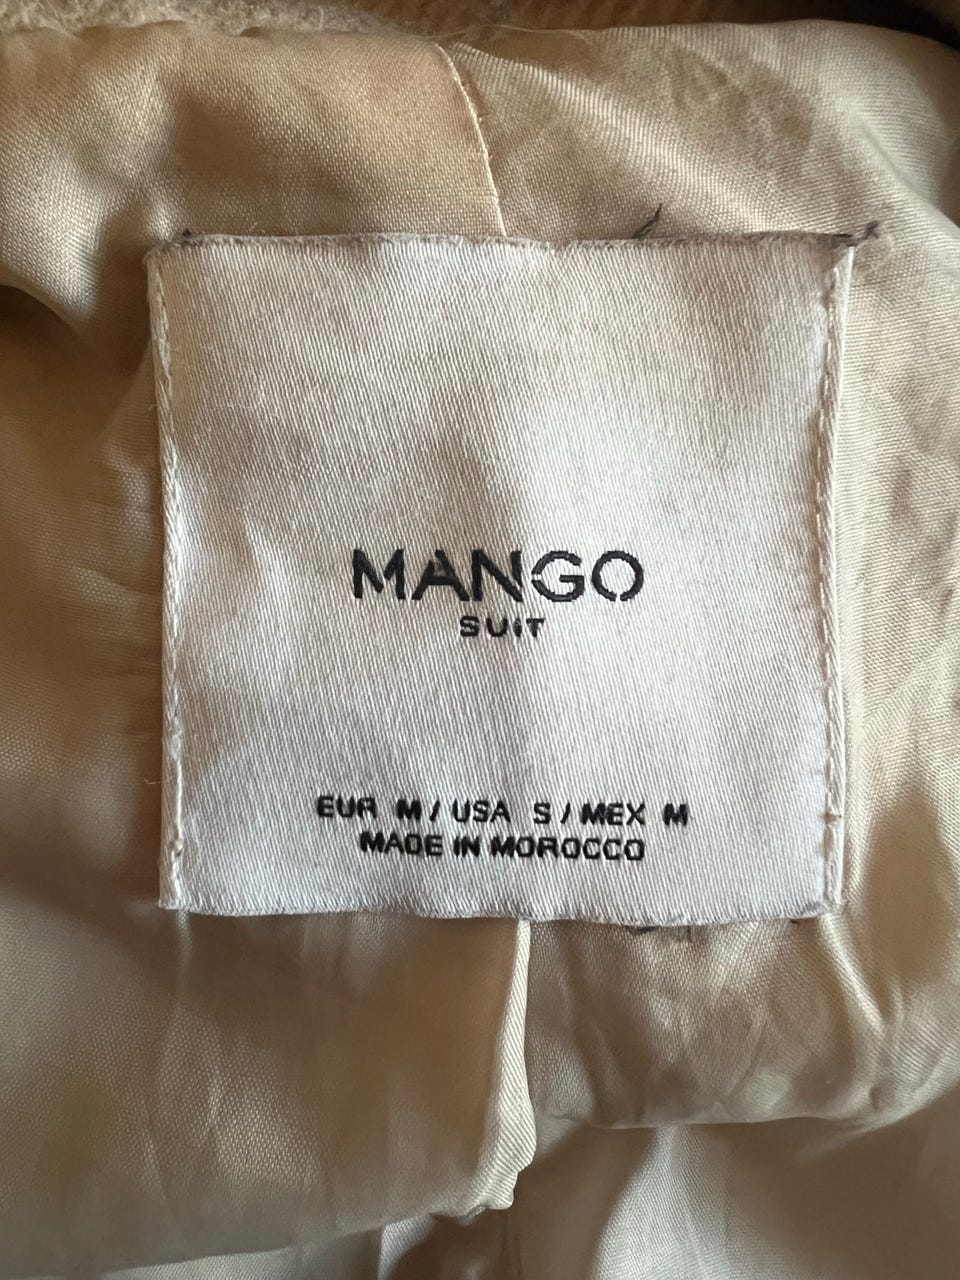 MANGO
SUIT
EUR M / USA S / MEX M
MADE IN MOROCCO